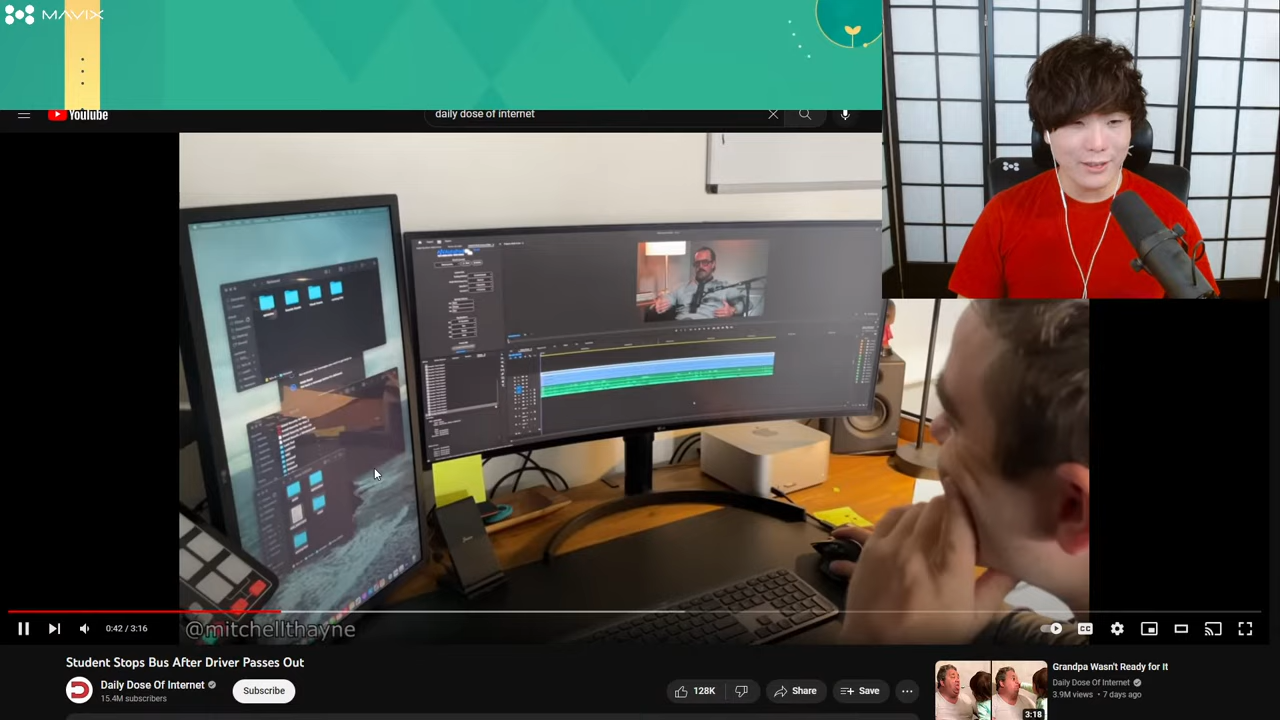 MAVIX
YouTube
daily dose of internet
@mitchellthayne
0:42 / 3:16
CC
Student Stops Bus After Driver Passes Out
Daily Dose Of Internet
15.4M subscribers
Subscribe
128K
Share
Save
Grandpa Wasn't Ready for It
Daily Dose Of Internet
3.9M views • 7 days ago
3:18